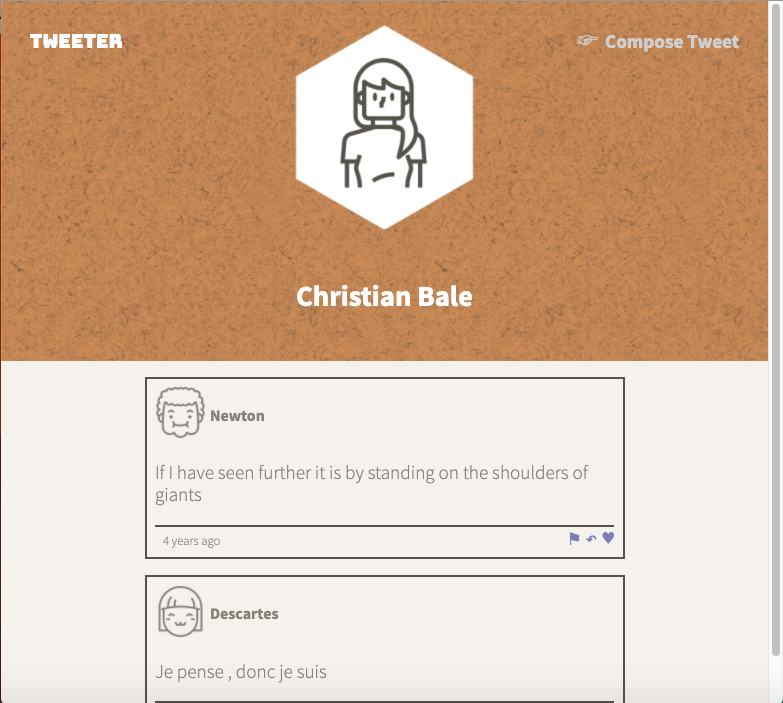 TWEETER
☞ Compose Tweet
Christian Bale
Newton
If I have seen further it is by standing on the shoulders of
giants
4 years ago
Descartes
Je pense , donc je suis